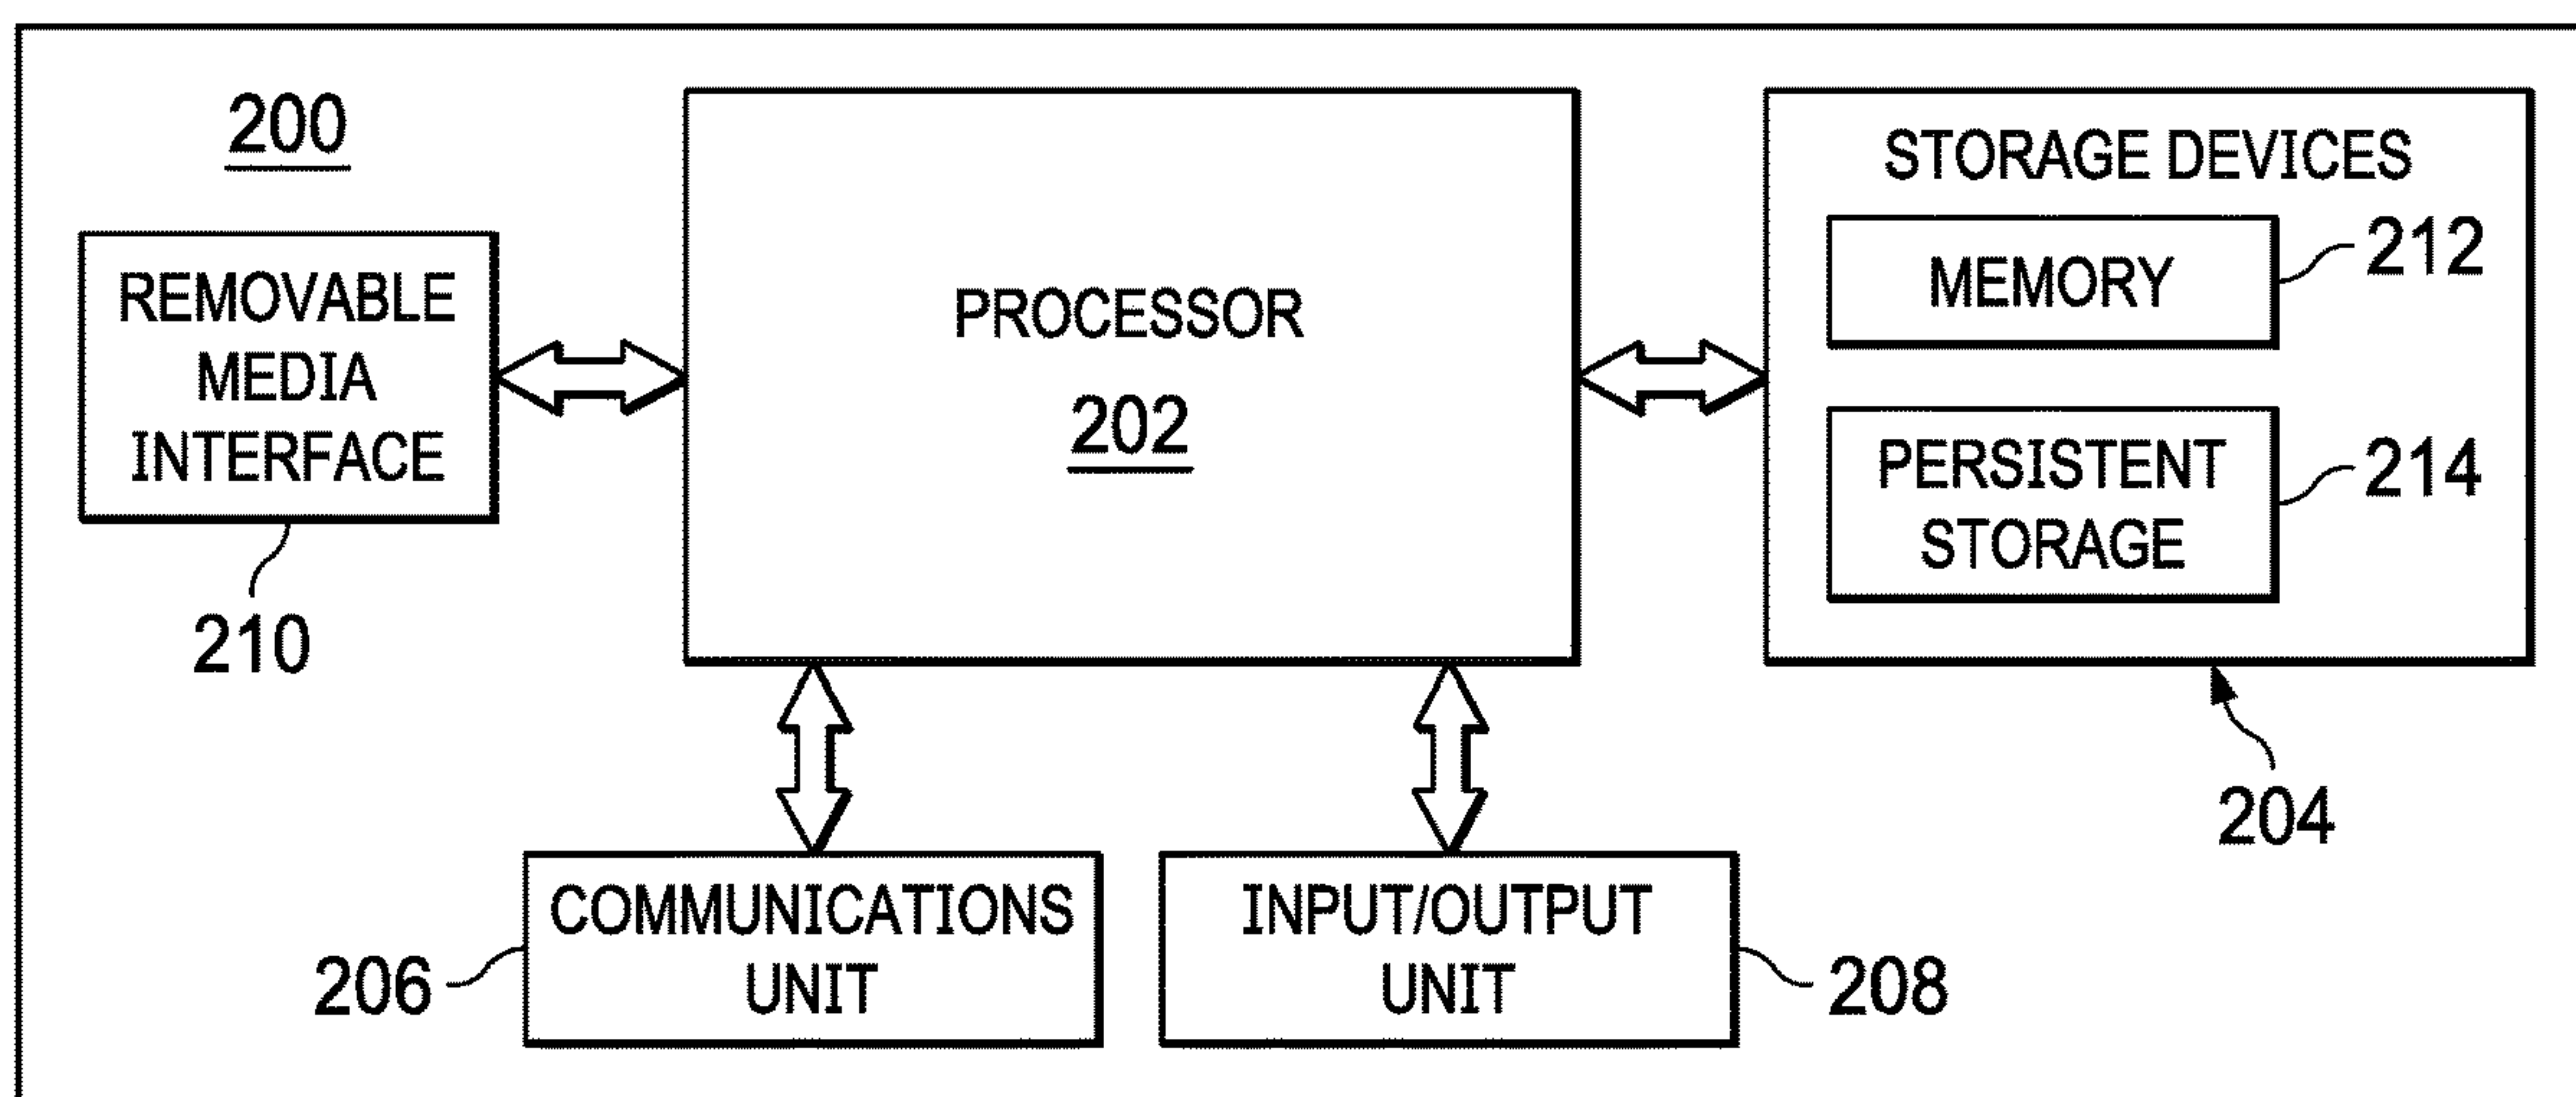 200
REMOVABLE
MEDIA
INTERFACE
210
PROCESSOR
202
STORAGE DEVICES
MEMORY
212
PERSISTENT
STORAGE
214
204
COMMUNICATIONS
UNIT
206
INPUT/OUTPUT
UNIT
208